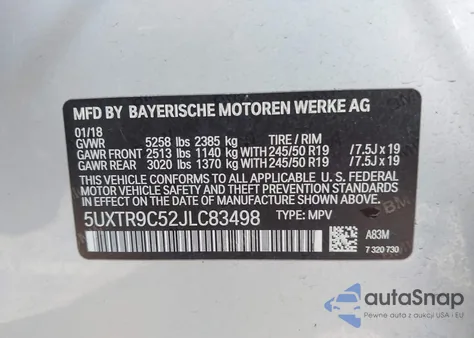 MFD BY BAYERISCHE MOTOREN WERKE AG
01/18
GVWR 5258 lbs 2385 kg TIRE / RIM
GAWR FRONT 2513 lbs 1140 kg WITH 245/50 R19 /7.5J x 19
GAWR REAR 3020 lbs 1370 kg WITH 245/50 R19 /7.5J x 19
THIS VEHICLE CONFORMS TO ALL APPLICABLE U. S. FEDERAL
MOTOR VEHICLE SAFETY, BUMPER, AND THEFT PREVENTION
STANDARDS IN EFFECT ON THE DATE OF MANUFACTURE SHOWN ABOVE.
5UXTR9C52JLC83498 TYPE: MPV
A83M
7 320 730
autoSnap
Pewne auta z aukcji USA i EU